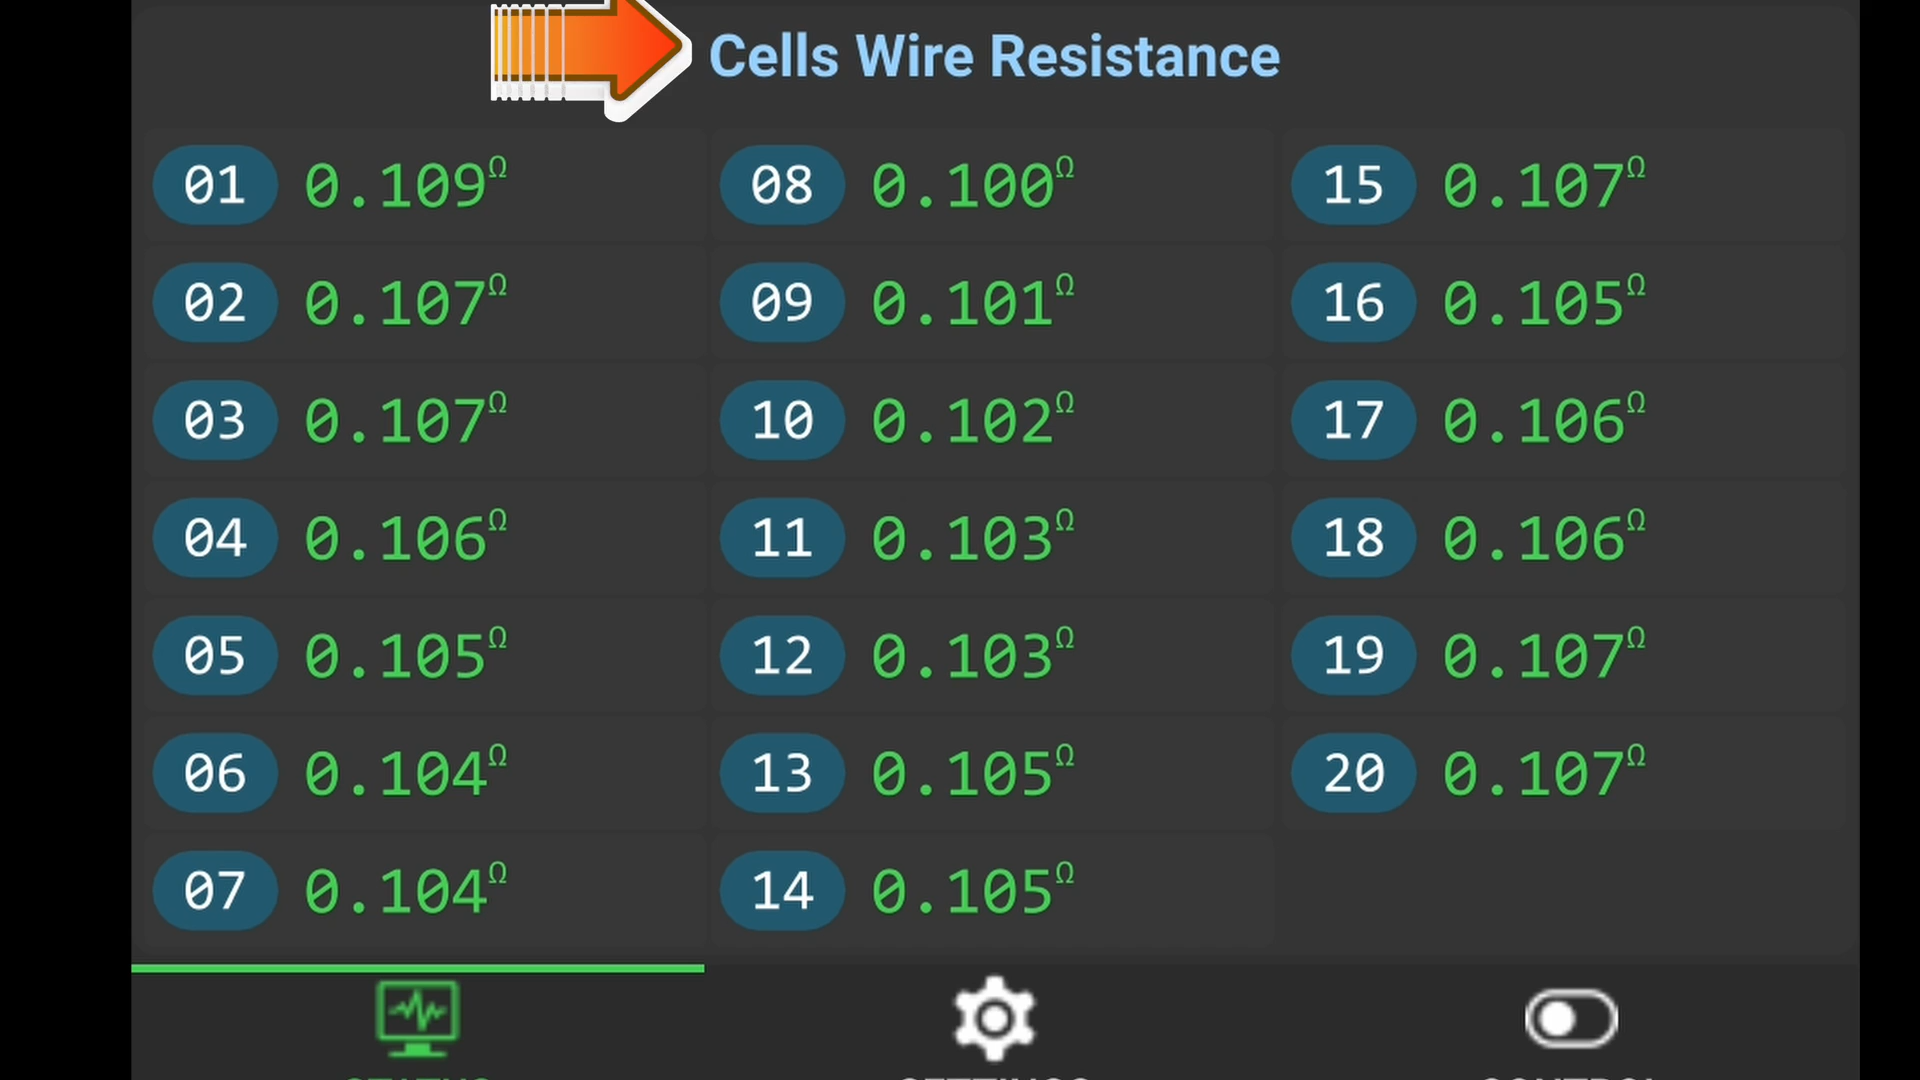 Cells Wire Resistance
01 0.109Ω 08 0.100Ω 15 0.107Ω
02 0.107Ω 09 0.101Ω 16 0.105Ω
03 0.107Ω 10 0.102Ω 17 0.106Ω
04 0.106Ω 11 0.103Ω 18 0.106Ω
05 0.105Ω 12 0.103Ω 19 0.107Ω
06 0.104Ω 13 0.105Ω 20 0.107Ω
07 0.104Ω 14 0.105Ω